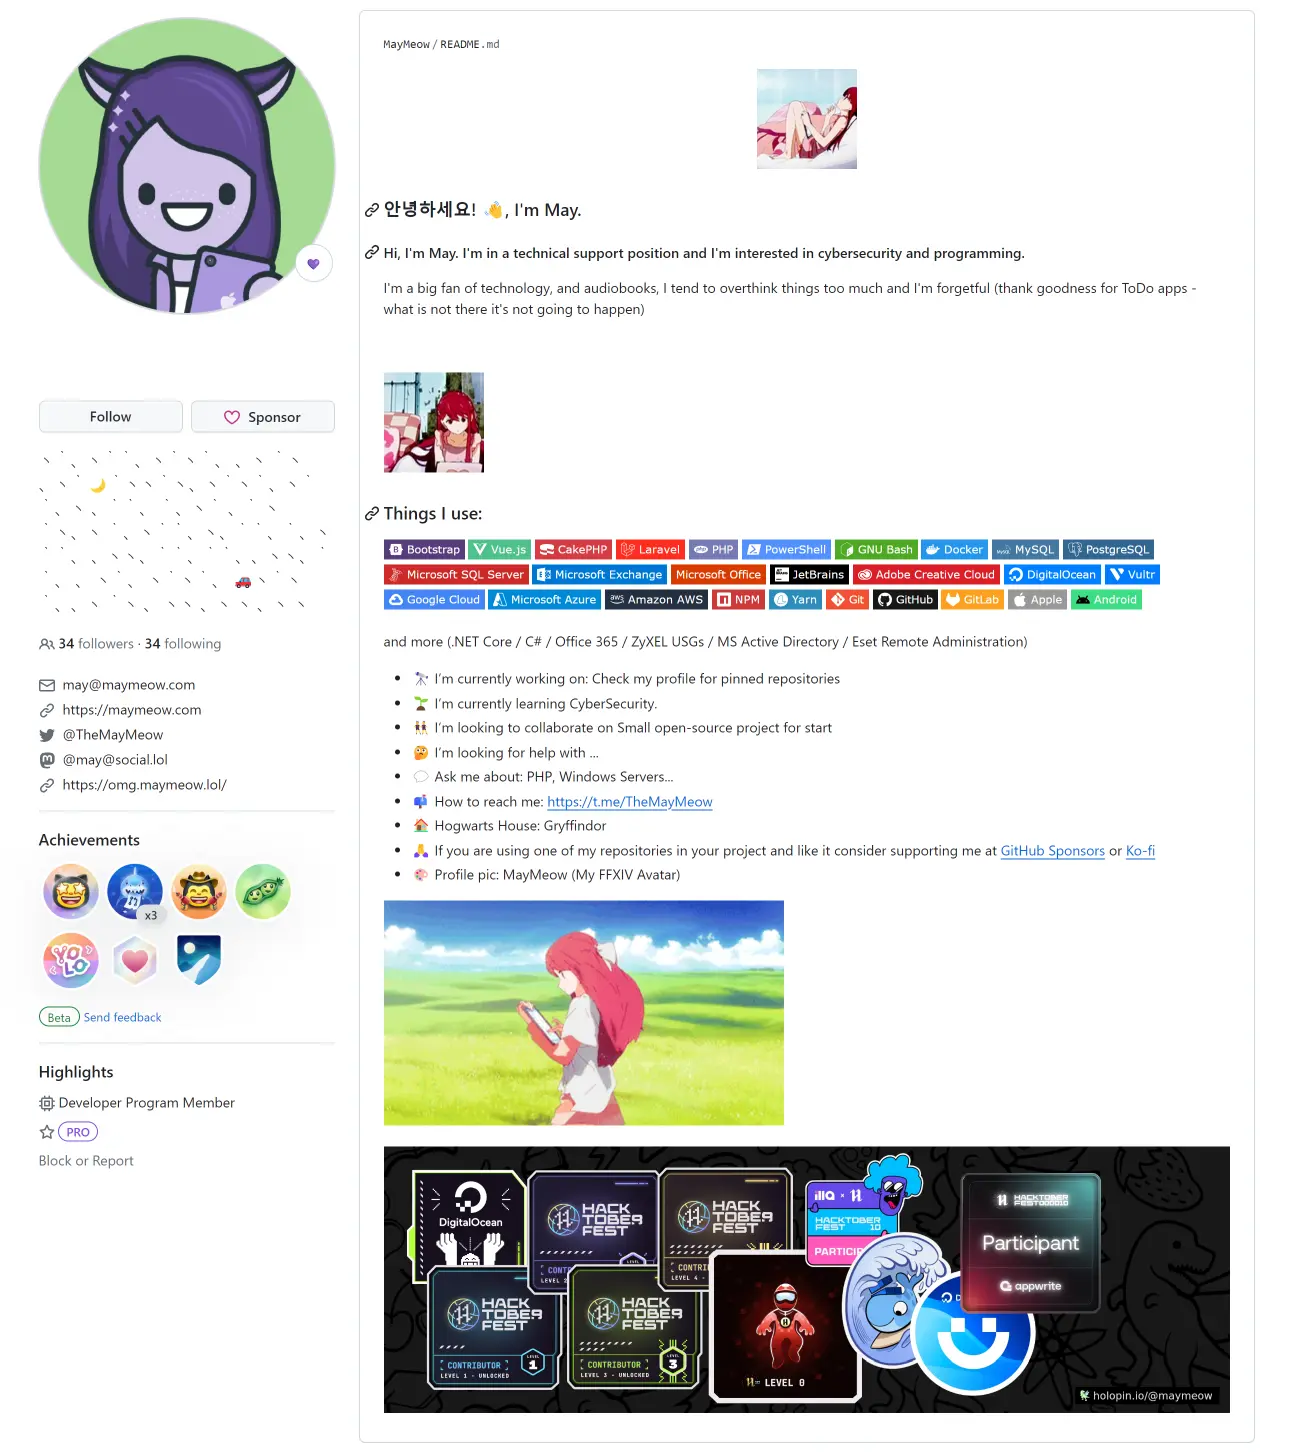 Follow
Sponsor
34 followers · 34 following
may@maymeow.com
https://maymeow.com
@TheMayMeow
@may@social.lol
https://omg.maymeow.lol/
Achievements
x3
YOLO
Beta Send feedback
Highlights
Developer Program Member
PRO
Block or Report
MayMeow / README.md
안녕하세요! 👋, I'm May.
Hi, I'm May. I'm in a technical support position and I'm interested in cybersecurity and programming.
I'm a big fan of technology, and audiobooks, I tend to overthink things too much and I'm forgetful (thank goodness for ToDo apps -
what is not there it's not going to happen)
Things I use:
Bootstrap Vue.js CakePHP Laravel PHP PowerShell GNU Bash Docker MySQL PostgreSQL
Microsoft SQL Server Microsoft Exchange Microsoft Office JetBrains Adobe Creative Cloud DigitalOcean Vultr
Google Cloud Microsoft Azure Amazon AWS NPM Yarn Git GitHub GitLab Apple Android
and more (.NET Core / C# / Office 365 / ZyXEL USGs / MS Active Directory / Eset Remote Administration)
• 🔭 I'm currently working on: Check my profile for pinned repositories
• 🌱 I'm currently learning CyberSecurity.
• 👯 I'm looking to collaborate on Small open-source project for start
• 🤔 I'm looking for help with ...
• 💬 Ask me about: PHP, Windows Servers...
• 📫 How to reach me: https://t.me/TheMayMeow
• 🏠 Hogwarts House: Gryffindor
• 🙏 If you are using one of my repositories in your project and like it consider supporting me at GitHub Sponsors or Ko-fi
• 🎨 Profile pic: MayMeow (My FFXIV Avatar)
DigitalOcean
HACKTOBERFEST
HACKTOBERFEST
CONTRI
LEVEL 4 -
illa x
HACKTOBERFEST 10
HACKTOBER
FEST
Participant
appwrite
HACKTOBERFEST
CONTRIBUTOR
LEVEL 1 - UNLOCKED
LEVEL 1
HACKTOBERFEST
CONTRIBUTOR
LEVEL 3 - UNLOCKED
LEVEL 3
LEVEL 0
holopin.io/@maymeow